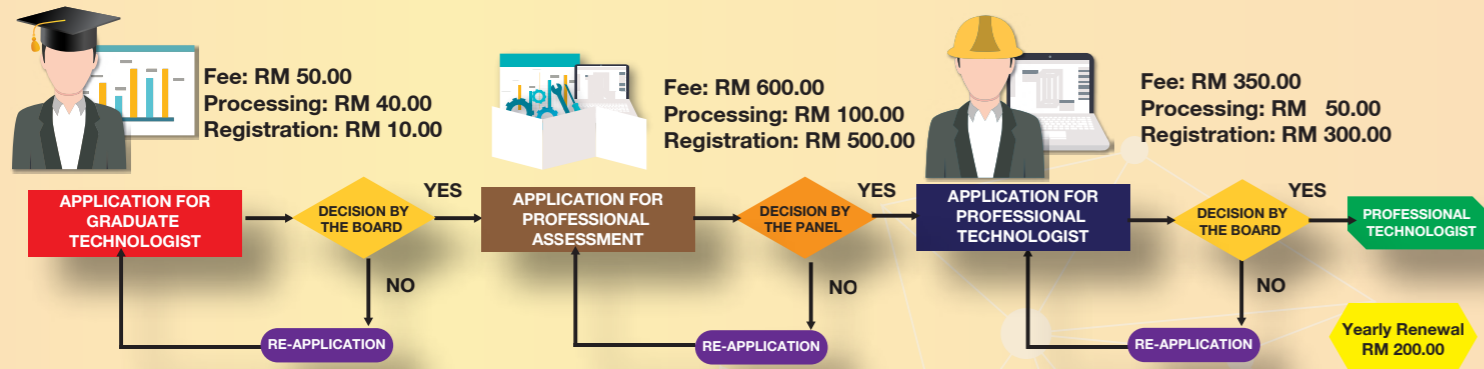 Fee: RM 50.00
Processing: RM 40.00
Registration: RM 10.00
Fee: RM 600.00
Processing: RM 100.00
Registration: RM 500.00
Fee: RM 350.00
Processing: RM 50.00
Registration: RM 300.00
APPLICATION FOR
GRADUATE
TECHNOLOGIST
DECISION BY
THE BOARD
YES
NO
RE-APPLICATION
APPLICATION FOR
PROFESSIONAL
ASSESSMENT
DECISION BY
THE PANEL
YES
NO
RE-APPLICATION
APPLICATION FOR
PROFESSIONAL
TECHNOLOGIST
DECISION BY
THE BOARD
YES
NO
RE-APPLICATION
PROFESSIONAL
TECHNOLOGIST
Yearly Renewal
RM 200.00